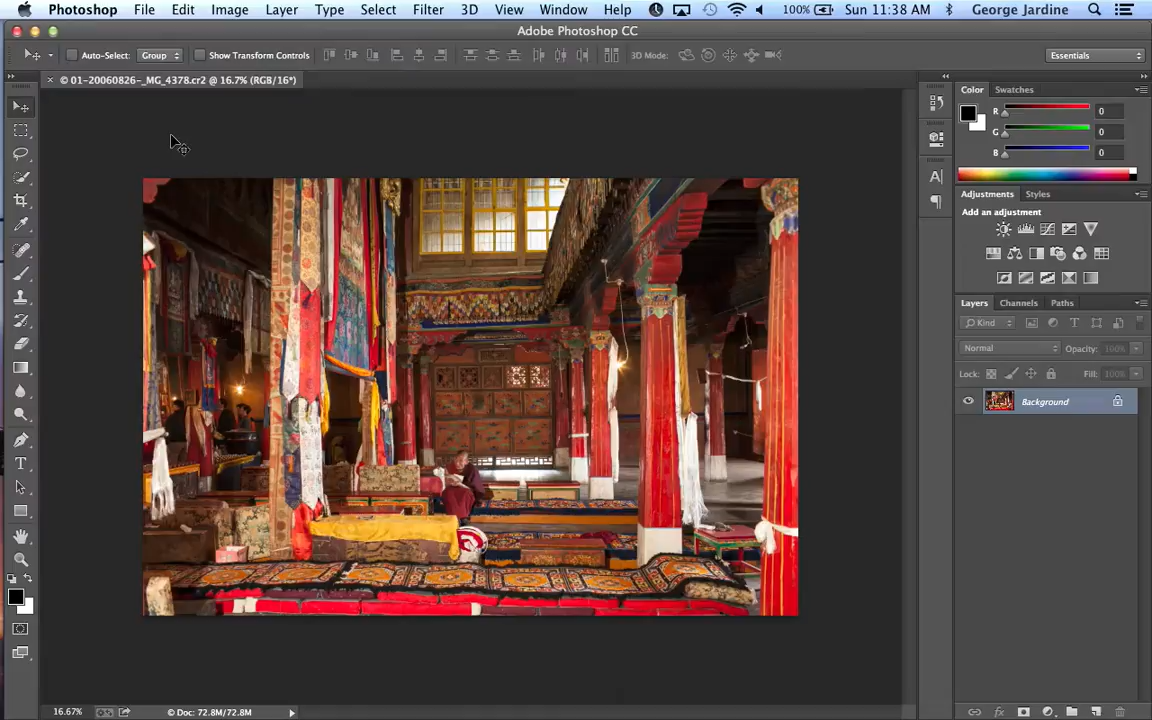 Photoshop File Edit Image Layer Type Select Filter 3D View Window Help 100% Sun 11:38 AM George Jardine
Adobe Photoshop CC
Auto-Select: Group Show Transform Controls 3D Mode: Essentials
× © 01-20060826-_MG_4378.cr2 @ 16.7% (RGB/16*)
Color Swatches
R 0
G 0
B 0
Adjustments Styles
Add an adjustment
Layers Channels Paths
Kind
Normal Opacity: 100%
Lock: Fill: 100%
Background
16.67% © Doc: 72.8M/72.8M